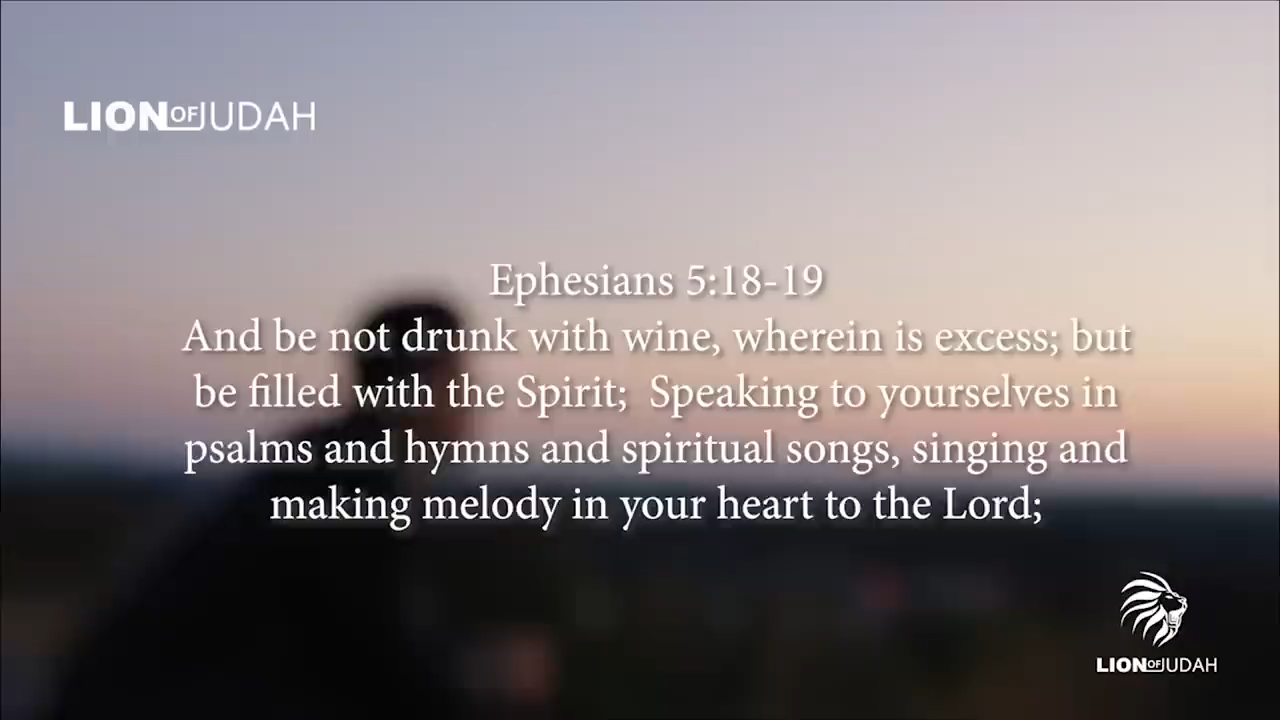 LION OF JUDAH
Ephesians 5:18-19
And be not drunk with wine, wherein is excess; but
be filled with the Spirit;  Speaking to yourselves in
psalms and hymns and spiritual songs, singing and
making melody in your heart to the Lord;
LION OF JUDAH